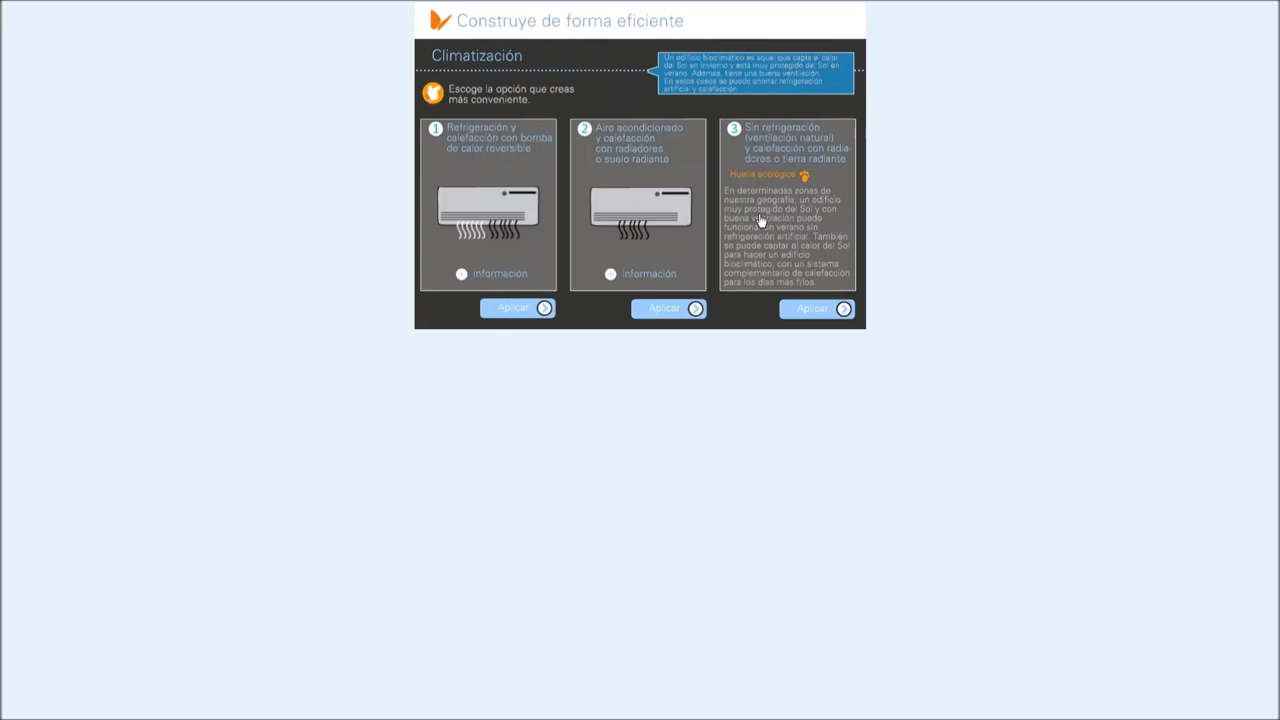 Construye de forma eficiente
Climatización
Un edificio bioclimático es aquel que capta el calor
del Sol en invierno y está muy protegido del Sol en
verano. Además, tiene una buena ventilación.
En estos casos se puede ahorrar refrigeración
artificial y calefacción.
Escoge la opción que creas
más conveniente.
1 Refrigeración y
calefacción con bomba
de calor reversible
información
Aplicar
2 Aire acondicionado
y calefacción
con radiadores
o suelo radiante
información
Aplicar
3 Sin refrigeración
(ventilación natural)
y calefacción con radia-
dores o tierra radiante
Huella ecológica
En determinadas zonas de
nuestra geografía, un edificio
muy protegido del Sol y con
buena ventilación puede
funcionar en verano sin
refrigeración artificial. También
se puede captar el calor del Sol
para hacer un edificio
bioclimático, con un sistema
complementario de calefacción
para los días más fríos.
Aplicar